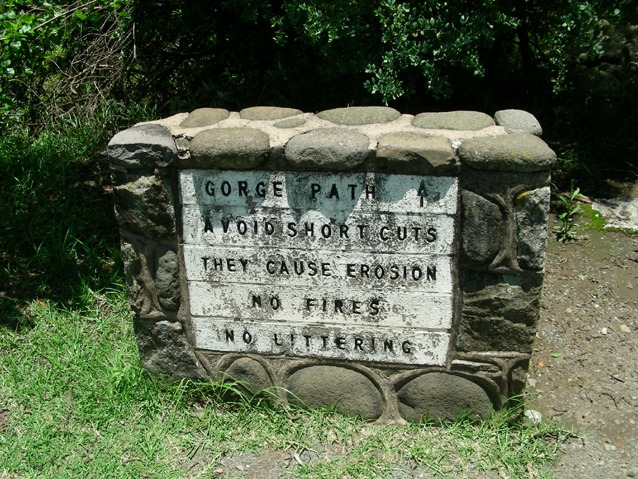 GORGE PATH ↑
AVOID SHORT CUTS
THEY CAUSE EROSION
NO FIRES
NO LITTERING